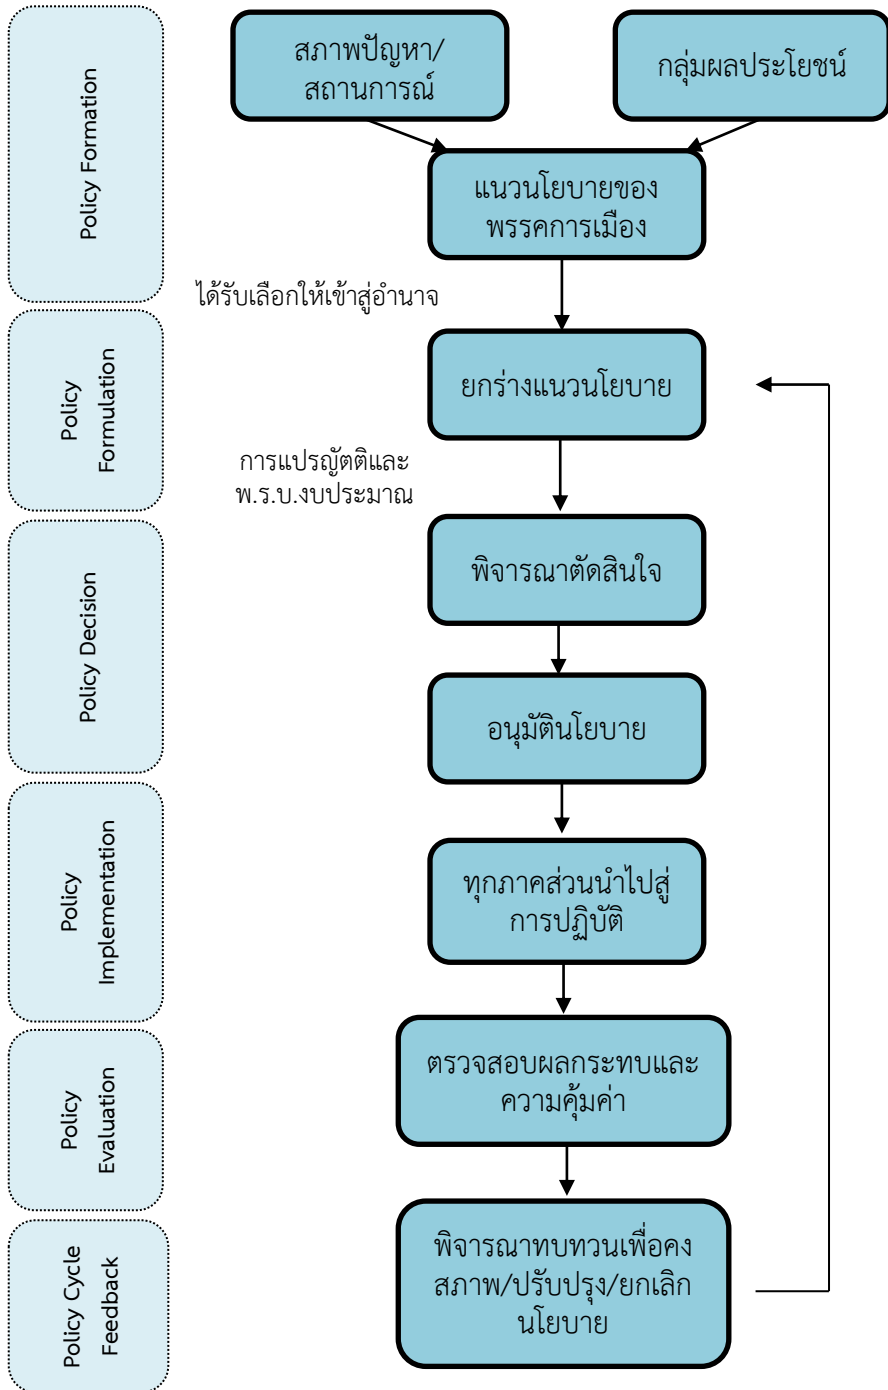 Policy Formation
สภาพปัญหา/
สถานการณ์
กลุ่มผลประโยชน์
แนวนโยบายของ
พรรคการเมือง
ได้รับเลือกให้เข้าสู่อำนาจ
Policy
Formulation
ยกร่างแนวนโยบาย
การแปรญัตติและ
พ.ร.บ.งบประมาณ
Policy Decision
พิจารณาตัดสินใจ
อนุมัตินโยบาย
Policy
Implementation
ทุกภาคส่วนนำไปสู่
การปฏิบัติ
Policy
Evaluation
ตรวจสอบผลกระทบและ
ความคุ้มค่า
Policy Cycle
Feedback
พิจารณาทบทวนเพื่อคง
สภาพ/ปรับปรุง/ยกเลิก
นโยบาย